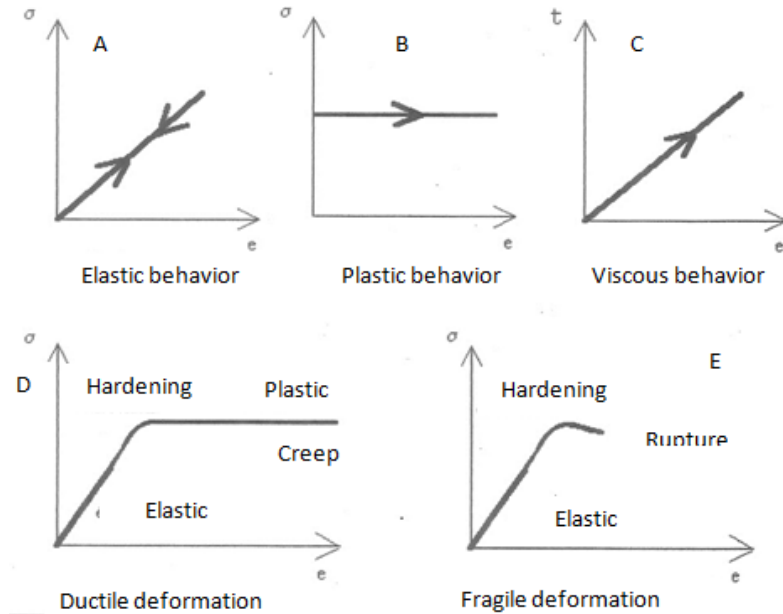 σ
A
e
Elastic behavior
σ
B
e
Plastic behavior
t
C
e
Viscous behavior
σ
D
Hardening
Plastic
Creep
Elastic
e
Ductile deformation
σ
E
Hardening
Rupture
Elastic
e
Fragile deformation